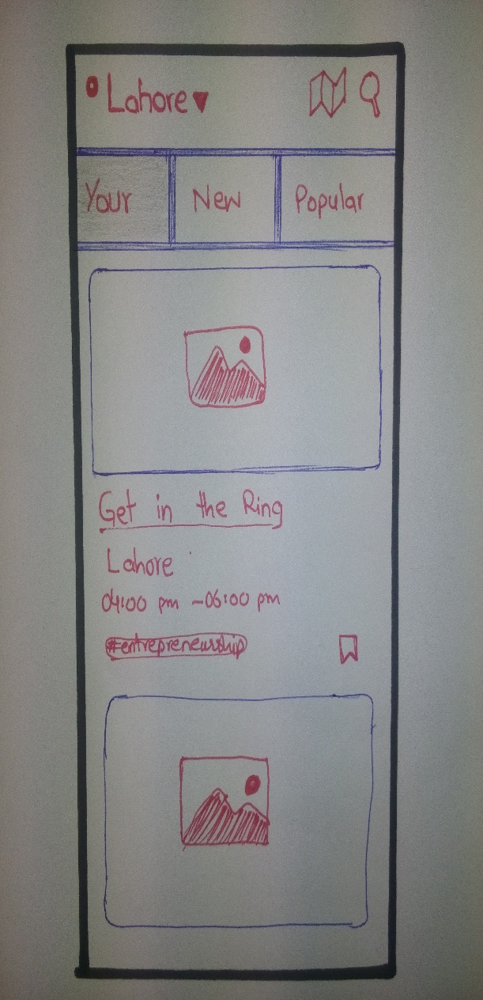 Lahore
Your New Popular
Get in the Ring
Lahore
04:00 pm - 06:00 pm
#entrepreneurship